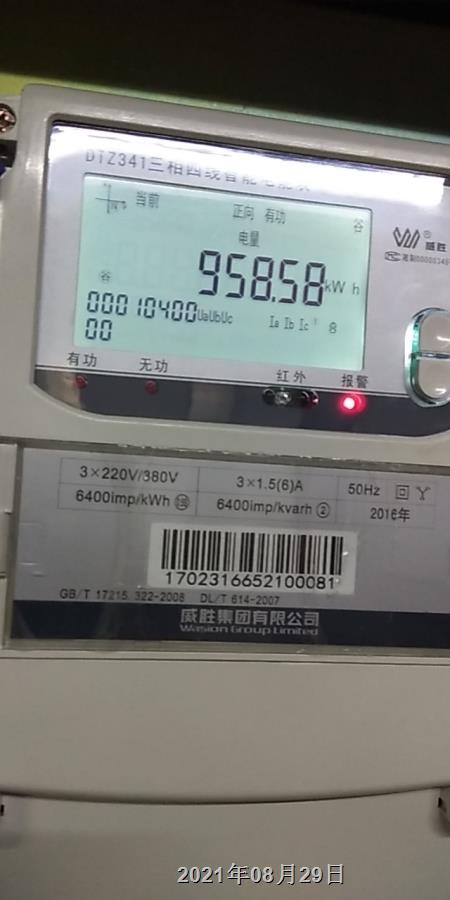 DTZ341三相四线智能电能表
当前
正向 有功
谷
电量
威胜
®
958.58 kWh
谷
00010400 UaUbUc Ia Ib Ic
00
8
有功
无功
红外
报警
3×220V/380V
3×1.5(6)A
50Hz
6400imp/kWh
6400imp/kvarh ②
2016年
1702316652100081
GB/T 17215.322-2008 DL/T 614-2007
威胜集团有限公司
Wasion Group Limited
2021年08月29日